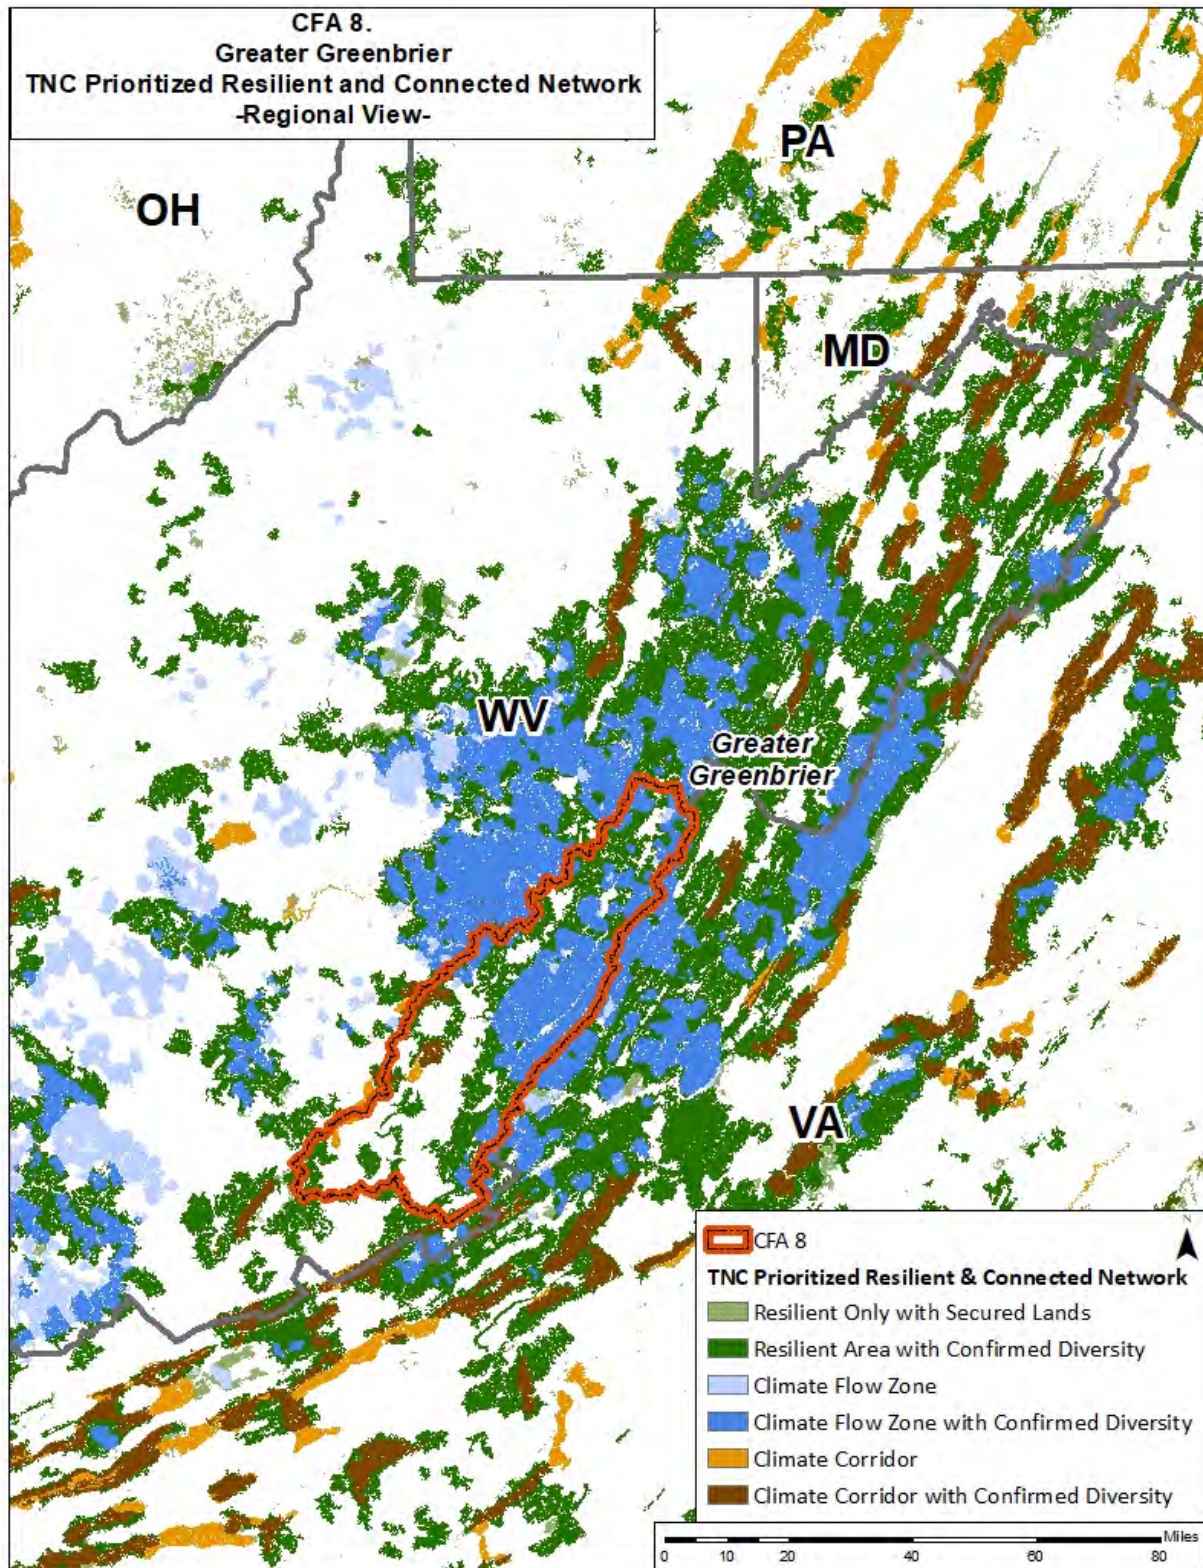 CFA 8.
Greater Greenbrier
TNC Prioritized Resilient and Connected Network
-Regional View-
PA
OH
MD
WV
Greater
Greenbrier
VA
N
CFA 8
TNC Prioritized Resilient & Connected Network
Resilient Only with Secured Lands
Resilient Area with Confirmed Diversity
Climate Flow Zone
Climate Flow Zone with Confirmed Diversity
Climate Corridor
Climate Corridor with Confirmed Diversity
Miles
0 10 20 40 60 80